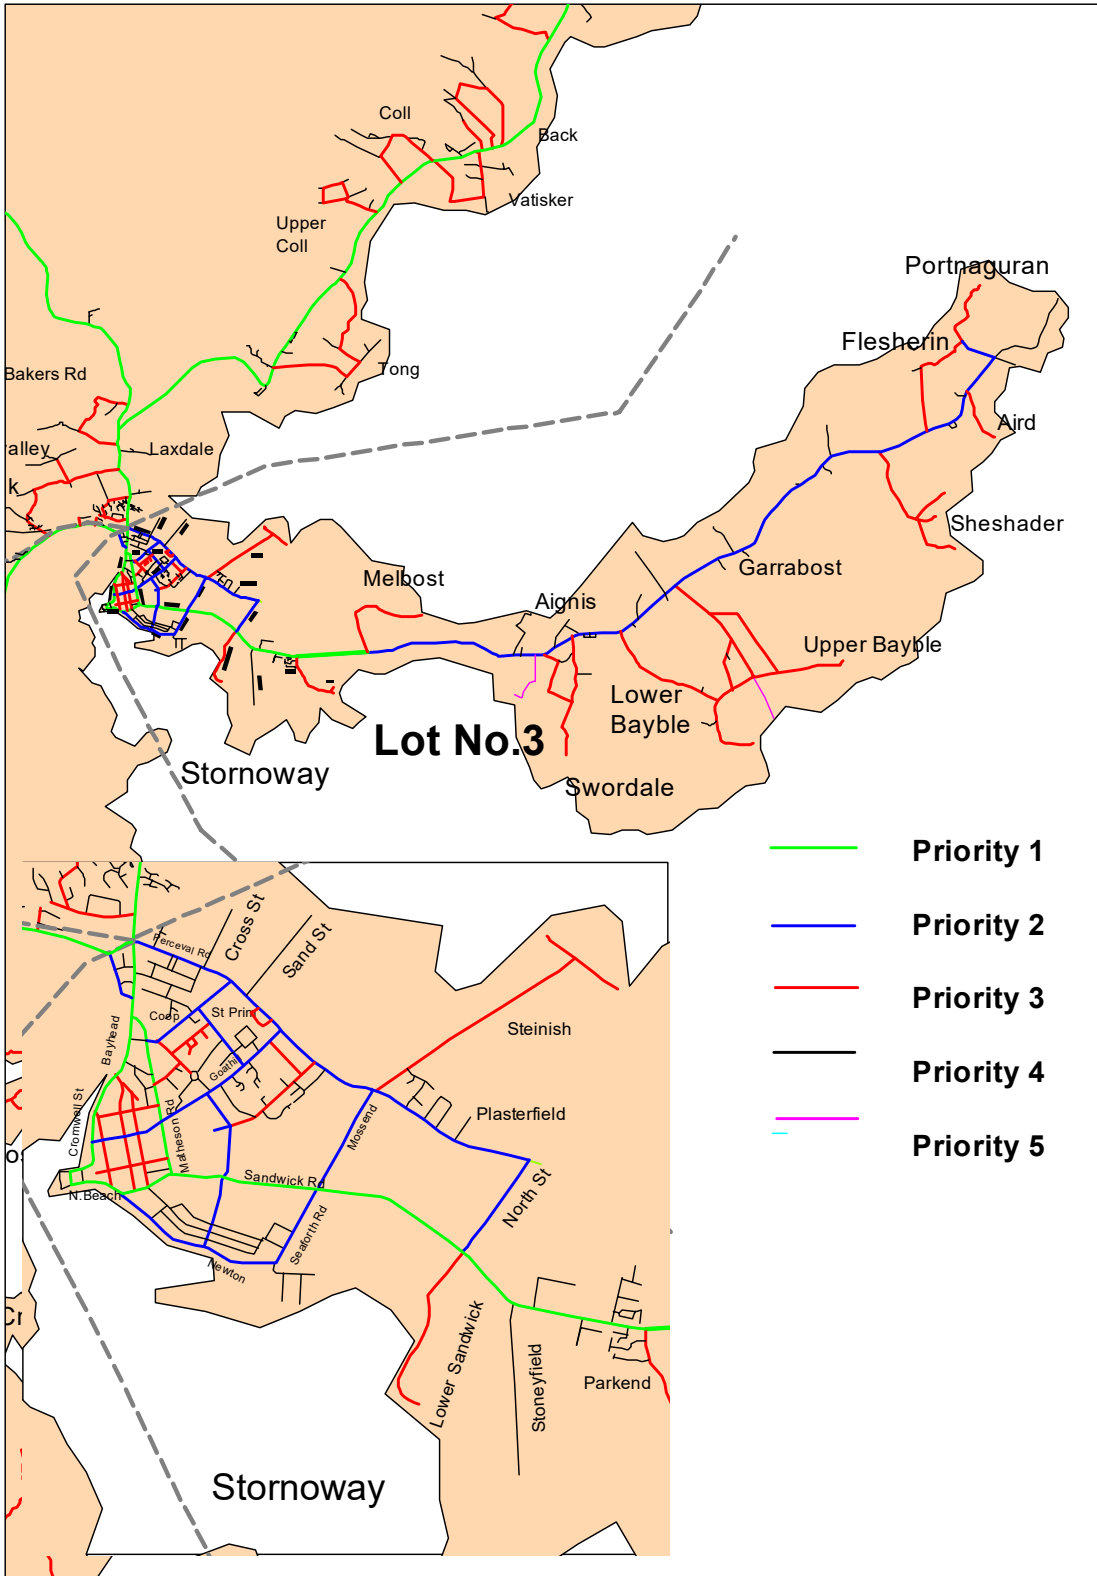 Coll
Back
Vatisker
Upper
Coll
Portnaguran
Flesherin
Bakers Rd
Tong
Aird
alley
Laxdale
k
Sheshader
Melbost
Garrabost
Aignis
Upper Bayble
Lower
Bayble
Lot No.3
Stornoway
Swordale
Priority 1
Priority 2
Priority 3
Priority 4
Priority 5
Cross St
Sand St
Perceval Rd
Coop
St Prim
Steinish
Bayhead
Goathill
Cromwell St
Matheson Rd
Mossend
Plasterfield
Sandwick Rd
N.Beach
North St
Seaforth Rd
Newton
Lower Sandwick
Stoneyfield
Parkend
Stornoway